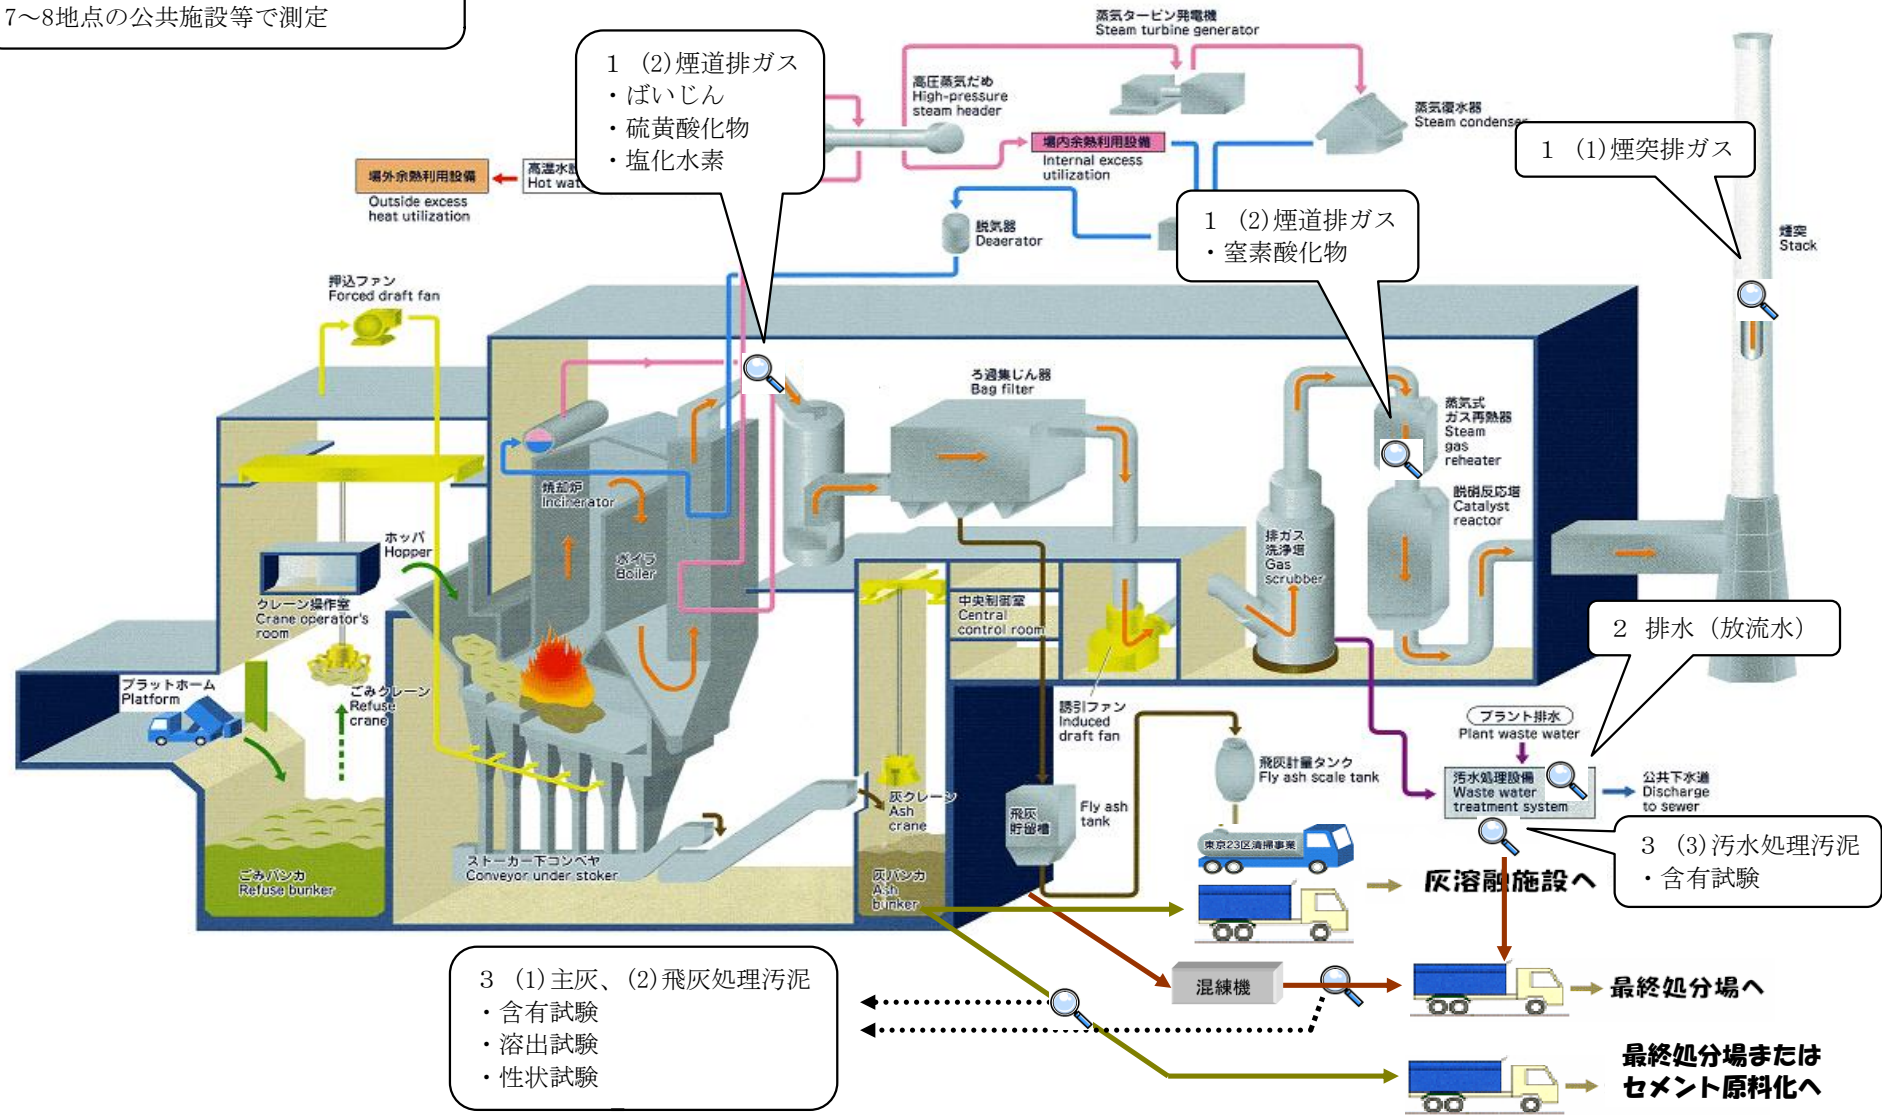 7～8地点の公共施設等で測定
1 (2)煙道排ガス
・ばいじん
・硫黄酸化物
・塩化水素
蒸気タービン発電機
Steam turbine generator
高圧蒸気だめ
High-pressure
steam header
蒸気復水器
Steam condenser
場内余熱利用設備
Internal excess
utilization
1 (1)煙突排ガス
場外余熱利用設備
Outside excess
heat utilization
高温水
Hot wat
1 (2)煙道排ガス
・窒素酸化物
脱気器
Deaerator
煙突
Stack
押込ファン
Forced draft fan
ろ過集じん器
Bag filter
蒸気式
ガス再熱器
Steam
gas
reheater
焼却炉
Incinerator
脱硝反応塔
Catalyst
reactor
ホッパ
Hopper
ボイラ
Boiler
排ガス
洗浄塔
Gas
scrubber
クレーン操作室
Crane operator's
room
中央制御室
Central
control room
2 排水（放流水）
プラットホーム
Platform
ごみクレーン
Refuse
crane
誘引ファン
Induced
draft fan
プラント排水
Plant waste water
飛灰計量タンク
Fly ash scale tank
汚水処理設備
Waste water
treatment system
公共下水道
Discharge
to sewer
灰クレーン
Ash
crane
飛灰
貯留槽
Fly ash
tank
東京23区清掃事業
3 (3)汚水処理汚泥
・含有試験
ストーカー下コンベヤ
Conveyor under stoker
ごみバンカ
Refuse bunker
灰バンカ
Ash
bunker
灰溶融施設へ
3 (1)主灰、(2)飛灰処理汚泥
・含有試験
・溶出試験
・性状試験
混練機
最終処分場へ
最終処分場または
セメント原料化へ